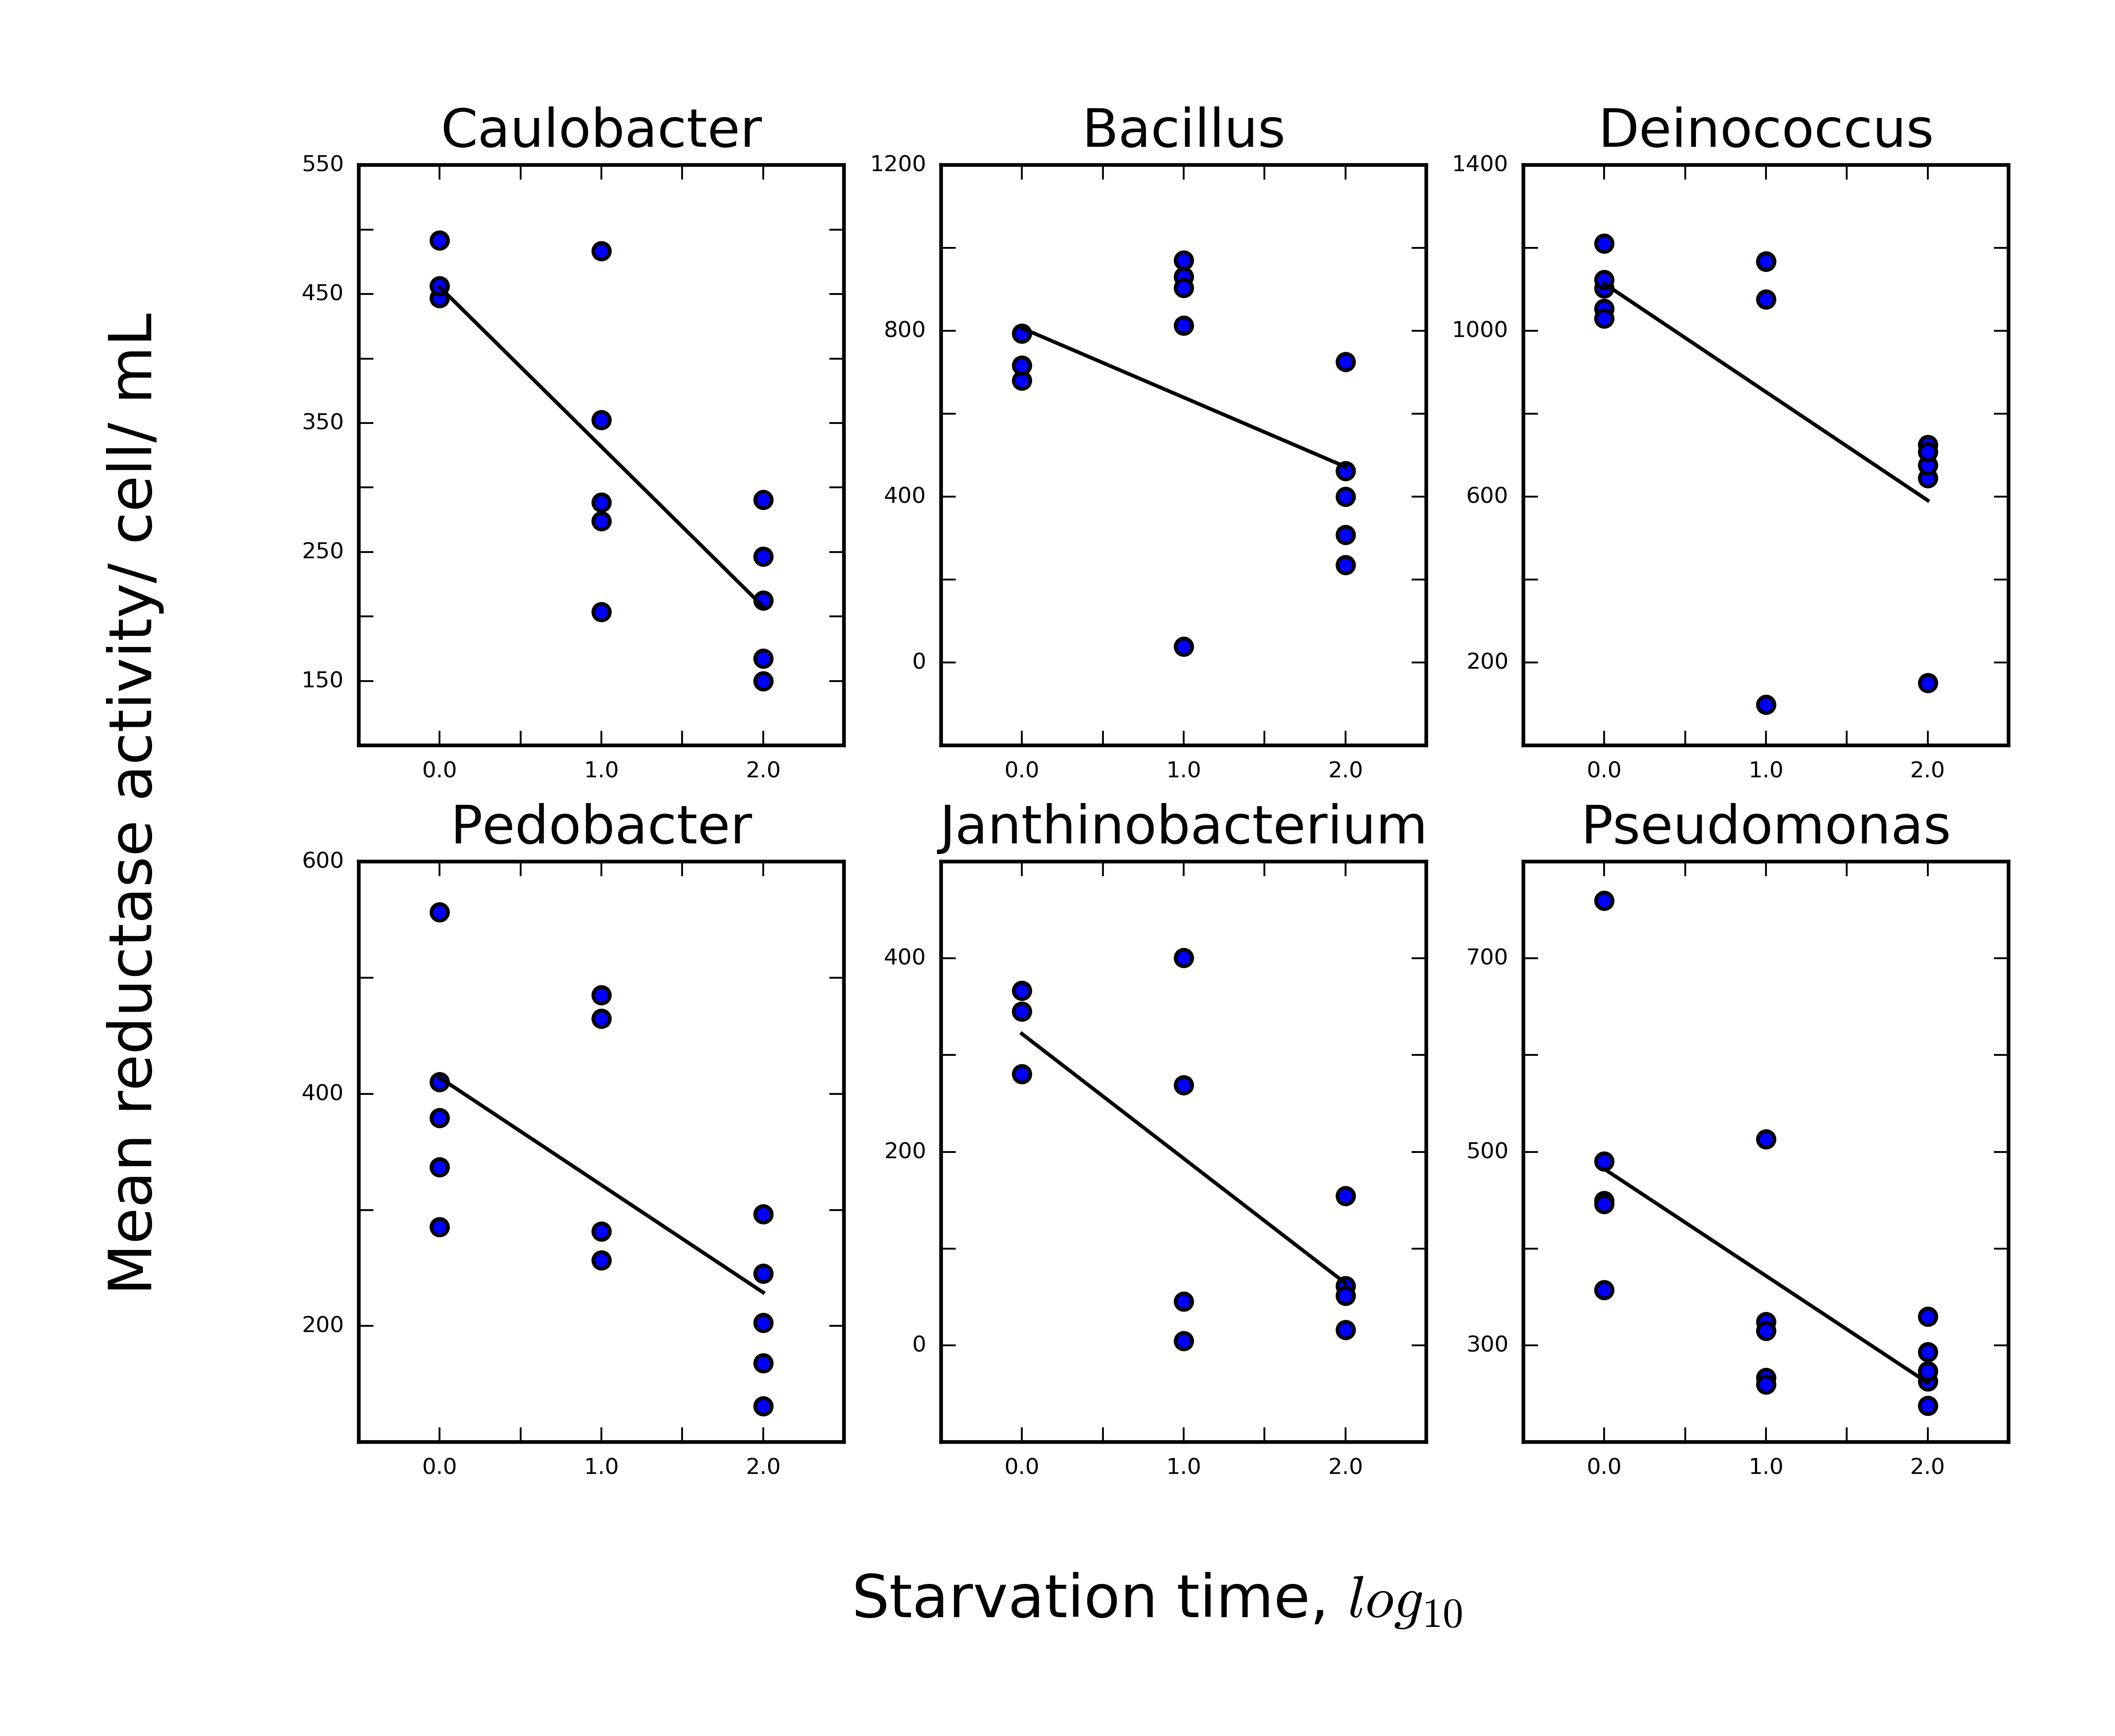 Mean reductase activity/ cell/ mL
Caulobacter
550
450
350
250
150
0.0 1.0 2.0
Bacillus
1200
800
400
0
0.0 1.0 2.0
Deinococcus
1400
1000
600
200
0.0 1.0 2.0
Pedobacter
600
400
200
0.0 1.0 2.0
Janthinobacterium
400
200
0
0.0 1.0 2.0
Pseudomonas
700
500
300
0.0 1.0 2.0
Starvation time, log10